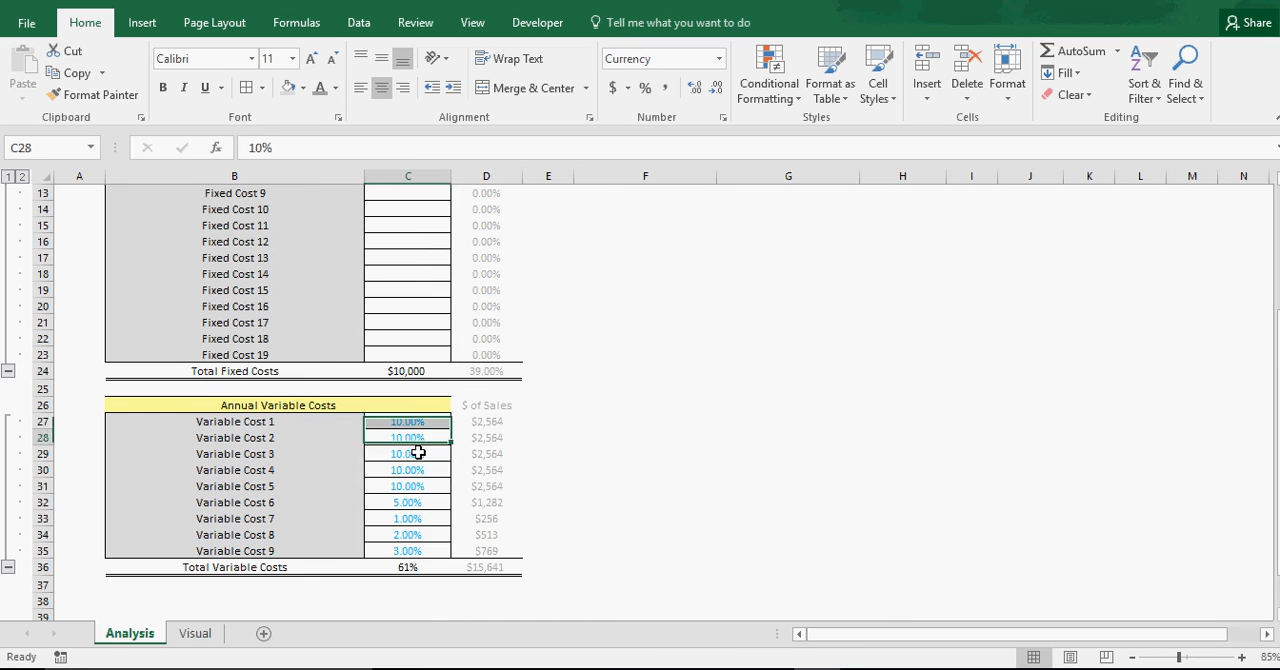 File Home Insert Page Layout Formulas Data Review View Developer Tell me what you want to do Share
Paste Cut Copy Format Painter Clipboard
Calibri 11 A A B I U A Font
Wrap Text Merge & Center Alignment
Currency $ % , Number
Conditional Formatting Format as Table Cell Styles Styles
Insert Delete Format Cells
AutoSum Fill Clear Sort & Filter Find & Select Editing
C28 fx 10%
1 2 A B C D E F G H I J K L M N
13 Fixed Cost 9 0.00%
14 Fixed Cost 10 0.00%
15 Fixed Cost 11 0.00%
16 Fixed Cost 12 0.00%
17 Fixed Cost 13 0.00%
18 Fixed Cost 14 0.00%
19 Fixed Cost 15 0.00%
20 Fixed Cost 16 0.00%
21 Fixed Cost 17 0.00%
22 Fixed Cost 18 0.00%
23 Fixed Cost 19 0.00%
24 Total Fixed Costs $10,000 39.00%
25
26 Annual Variable Costs $ of Sales
27 Variable Cost 1 10.00% $2,564
28 Variable Cost 2 10.00% $2,564
29 Variable Cost 3 $2,564
30 Variable Cost 4 10.00% $2,564
31 Variable Cost 5 10.00% $2,564
32 Variable Cost 6 5.00% $1,282
33 Variable Cost 7 1.00% $256
34 Variable Cost 8 2.00% $513
35 Variable Cost 9 3.00% $769
36 Total Variable Costs 61% $15,641
37
38
39
Analysis Visual
Ready 85%